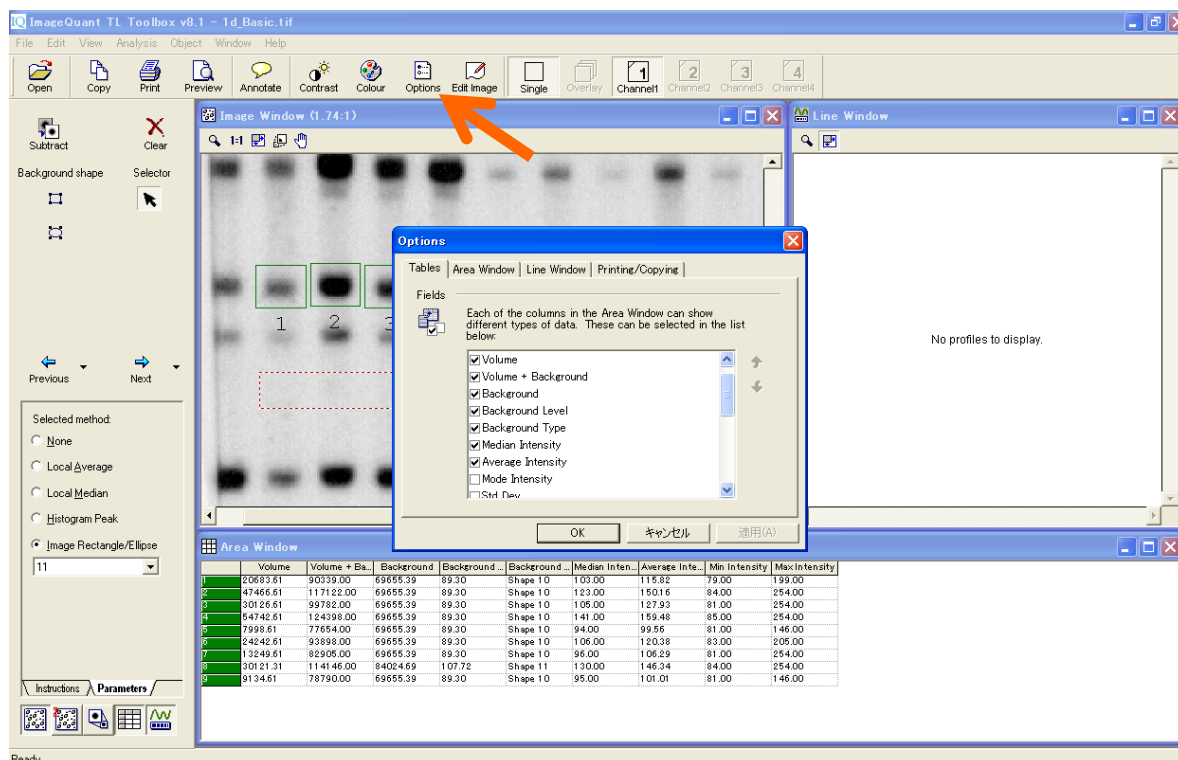 ImageQuant TL Toolbox v8.1 - 1d_Basic.tif
File Edit View Analysis Object Window Help
Open Copy Print Preview Annotate Contrast Colour Options Edit Image Single Overlay Channel1 Channel2 Channel3 Channel4
Subtract Clear
Background shape Selector
Previous Next
Selected method:
None
Local Average
Local Median
Histogram Peak
Image Rectangle/Ellipse
11
Instructions Parameters
Image Window (1.74:1)
1:1
1 2 3
Line Window
No profiles to display.
Options
Tables Area Window Line Window Printing/Copying
Fields
Each of the columns in the Area Window can show
different types of data. These can be selected in the list
below:
Volume
Volume + Background
Background
Background Level
Background Type
Median Intensity
Average Intensity
Mode Intensity
Std Dev
OK キャンセル 適用(A)
Area Window
Volume Volume + Ba... Background Background ... Background ... Median Inten... Average Inte... Min Intensity Max Intensity
1 20683.61 90339.00 69655.39 89.30 Shape 10 103.00 115.82 79.00 199.00
2 47466.61 117122.00 69655.39 89.30 Shape 10 123.00 150.16 84.00 254.00
3 30126.61 99782.00 69655.39 89.30 Shape 10 105.00 127.93 81.00 254.00
4 54742.61 124398.00 69655.39 89.30 Shape 10 141.00 159.48 85.00 254.00
5 7998.61 77654.00 69655.39 89.30 Shape 10 94.00 99.56 81.00 146.00
6 24242.61 93898.00 69655.39 89.30 Shape 10 106.00 120.38 83.00 205.00
7 13249.61 82905.00 69655.39 89.30 Shape 10 96.00 106.29 81.00 254.00
8 30121.31 114146.00 84024.69 107.72 Shape 11 130.00 146.34 84.00 254.00
9 9134.61 78790.00 69655.39 89.30 Shape 10 95.00 101.01 81.00 146.00
Ready